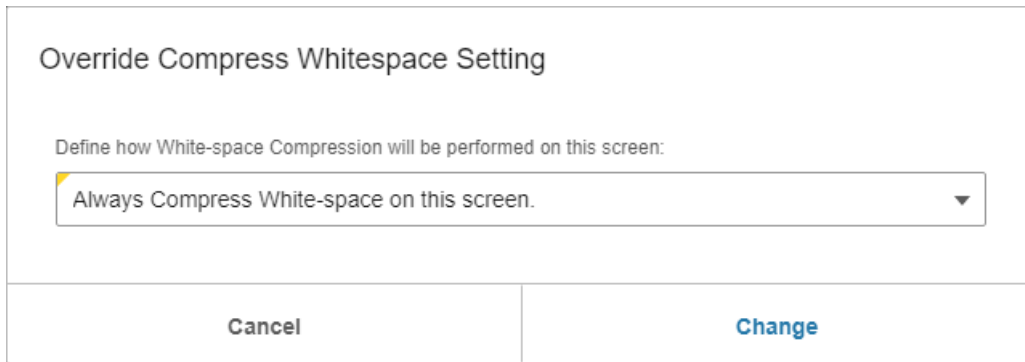 Override Compress Whitespace Setting
Define how White-space Compression will be performed on this screen:
Always Compress White-space on this screen.
Cancel
Change